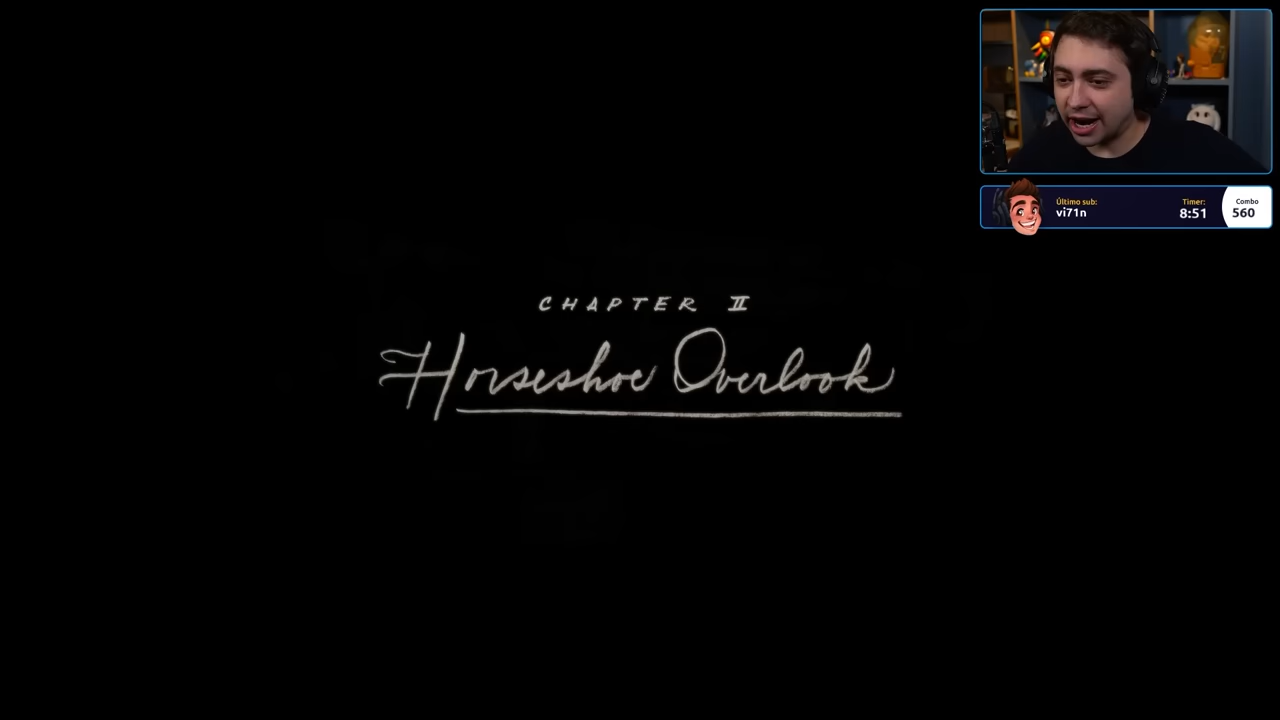 CHAPTER II
Horseshoe Overlook
Último sub:
vi71n
Timer:
8:51
Combo
560